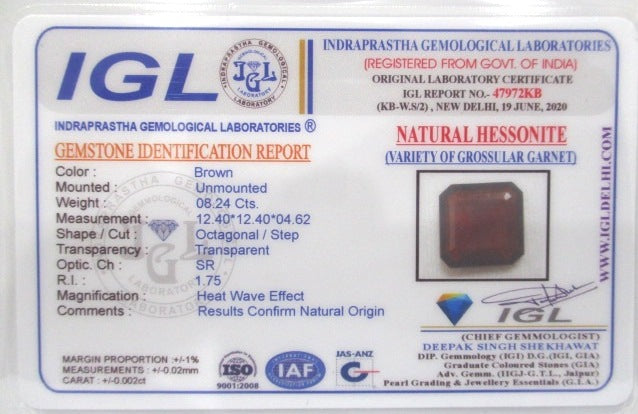 IGL
INDRAPRASTHA GEMOLOGICAL LABORATORY
IGL
INDRAPRASTHA GEMOLOGICAL LABORATORIES ®
INDRAPRASTHA GEMOLOGICAL LABORATORIES
(REGISTERED FROM GOVT. OF INDIA)
ORIGINAL LABORATORY CERTIFICATE
IGL REPORT NO.- 47972KB
(KB-W.S/2) , NEW DELHI, 19 JUNE, 2020
GEMSTONE IDENTIFICATION REPORT
Color : Brown
Mounted : Unmounted
Weight : 08.24 Cts.
Measurement : 12.40*12.40*04.62
Shape / Cut : Octagonal / Step
Transparency : Transparent
Optic. Ch : SR
R.I. : 1.75
Magnification : Heat Wave Effect
Comments : Results Confirm Natural Origin
NATURAL HESSONITE
(VARIETY OF GROSSULAR GARNET)
WWW.IGLDELHI.COM
IGL
(CHIEF GEMMOLOGIST)
DEEPAK SINGH SHEKHAWAT
DIP. Gemmology (IGI) D.G.(IGI, GIA)
Graduate Coloured Stones (GIA)
Adv. Gemm. (HGJ-G.T.L., Jaipur)
Pearl Grading & Jewellery Essentials (G.I.A.)
MARGIN PROPORTION :+/-1%
MEASUREMENTS : +/-0.02mm
CARAT : +/-0.002ct
ISO
9001:2008
IAF
JAS-ANZ